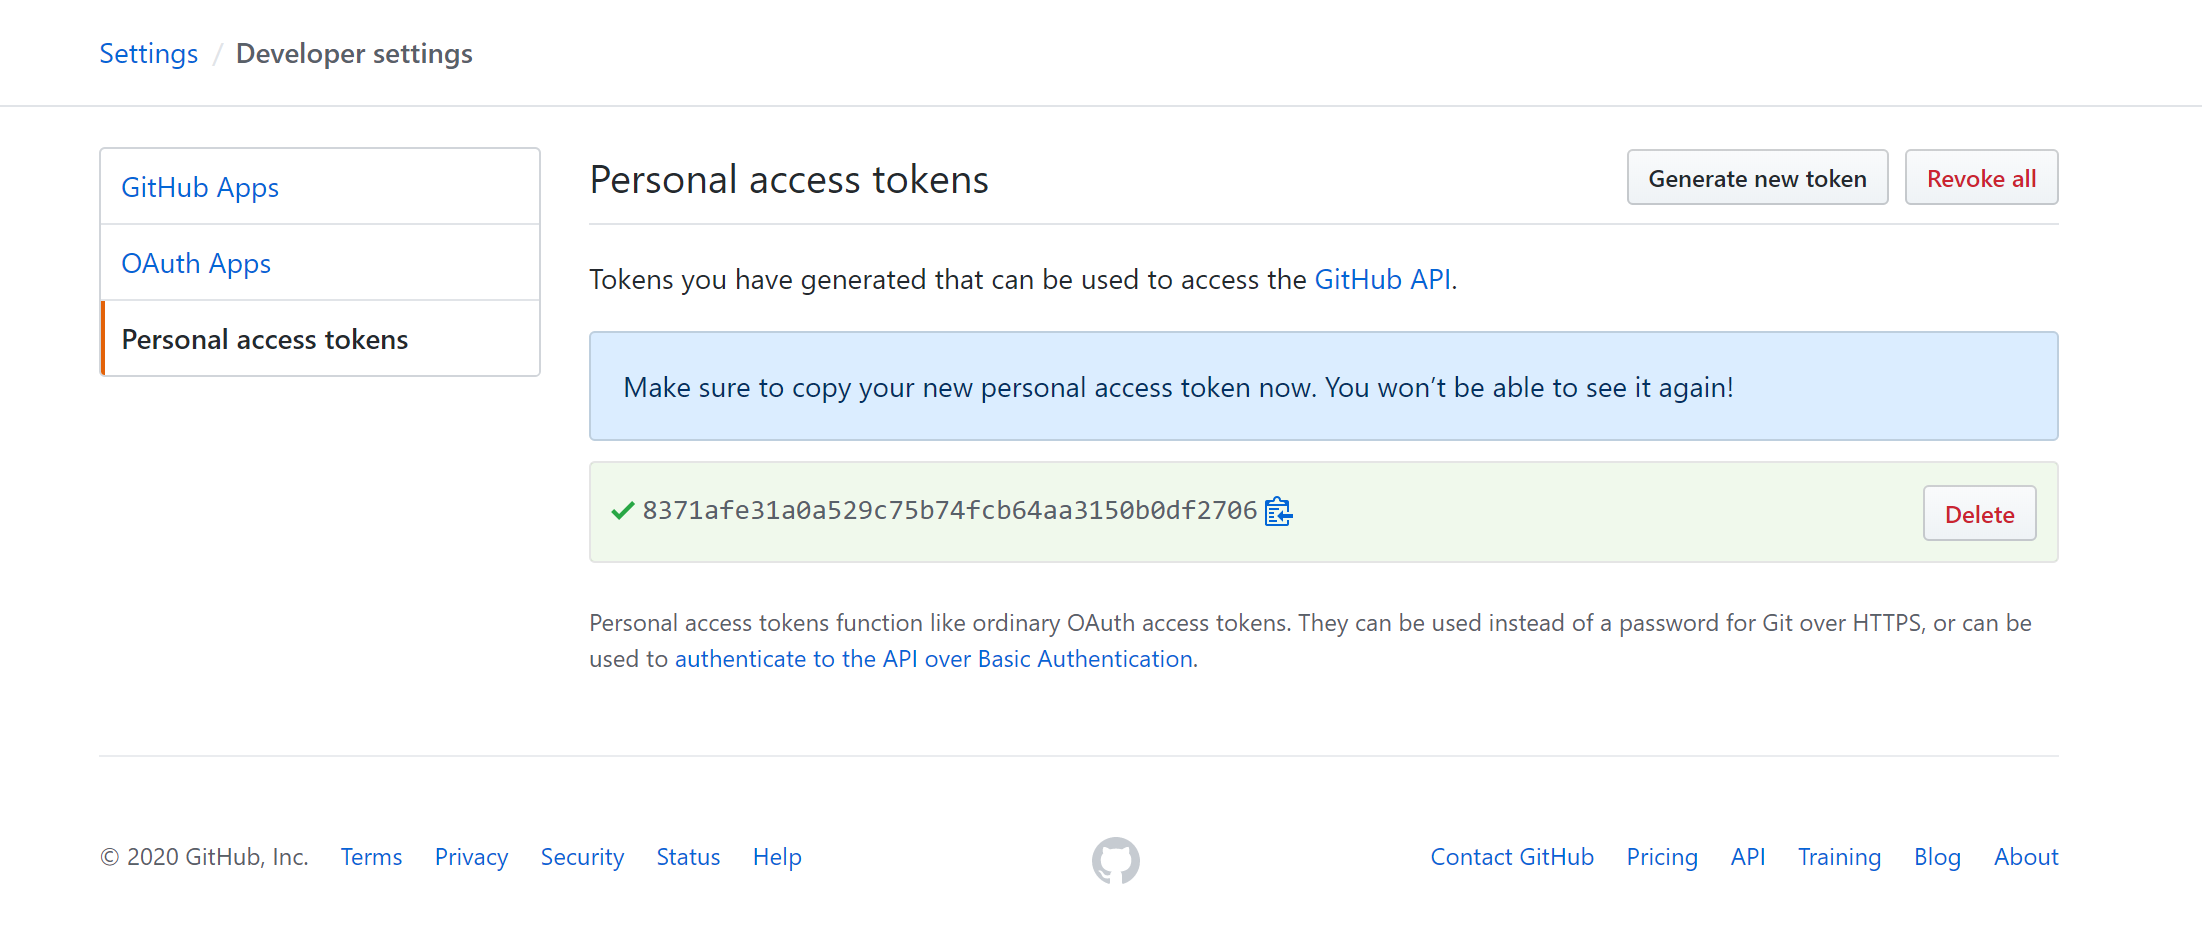 Settings / Developer settings
GitHub Apps
OAuth Apps
Personal access tokens
Personal access tokens
Generate new token
Revoke all
Tokens you have generated that can be used to access the GitHub API.
Make sure to copy your new personal access token now. You won’t be able to see it again!
8371afe31a0a529c75b74fcb64aa3150b0df2706
Delete
Personal access tokens function like ordinary OAuth access tokens. They can be used instead of a password for Git over HTTPS, or can be
used to authenticate to the API over Basic Authentication.
© 2020 GitHub, Inc. Terms Privacy Security Status Help Contact GitHub Pricing API Training Blog About